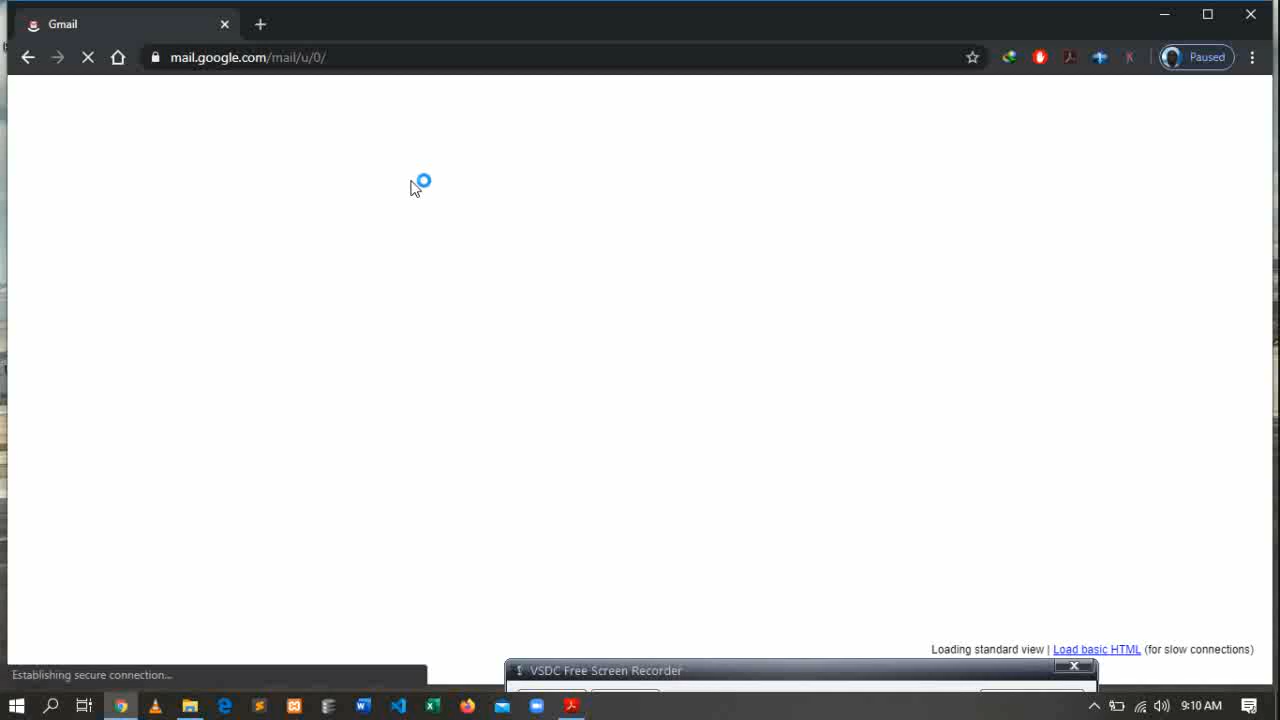 Gmail
mail.google.com/mail/u/0/
Paused
Loading standard view | Load basic HTML (for slow connections)
Establishing secure connection...
VSDC Free Screen Recorder
9:10 AM